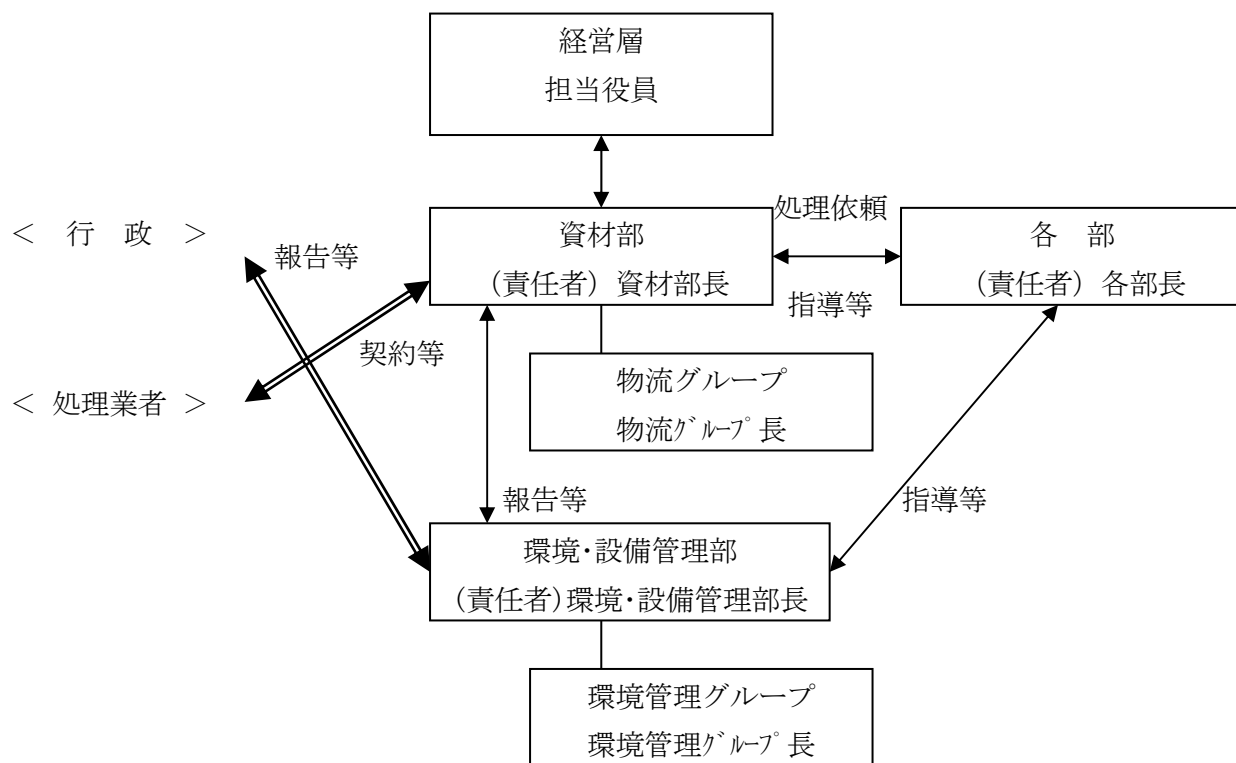 経営層
担当役員
処理依頼
＜　行　政　＞
資材部
各　部
報告等
(責任者) 資材部長
(責任者) 各部長
指導等
契約等
＜ 処理業者 ＞
物流グループ
物流ｸﾞﾙｰﾌﾟ長
報告等
指導等
環境･設備管理部
(責任者)環境･設備管理部長
環境管理グループ
環境管理ｸﾞﾙｰﾌﾟ長